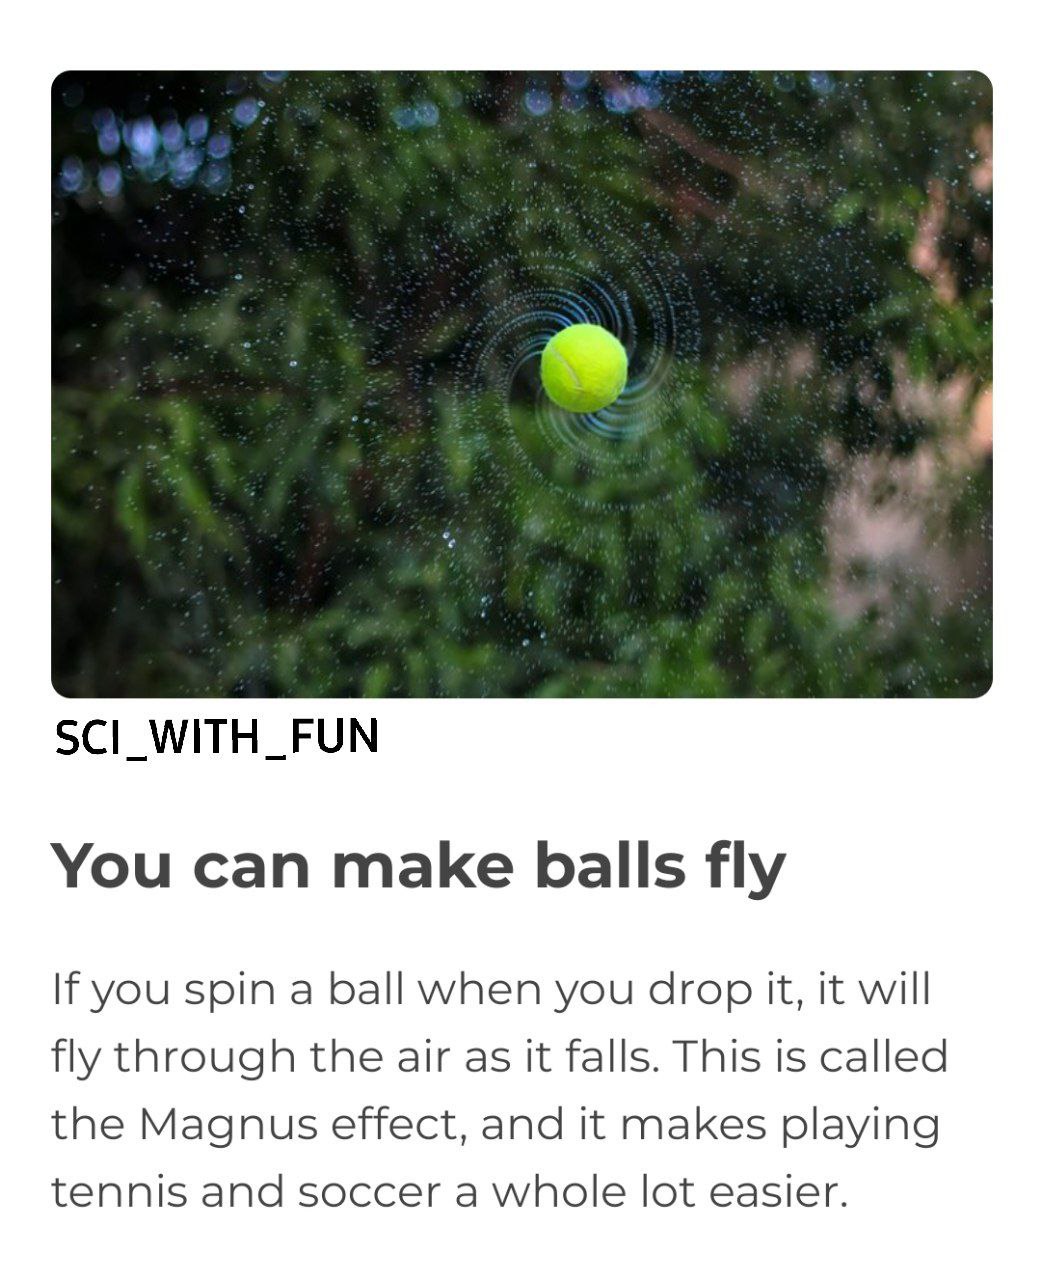 SCI_WITH_FUN
You can make balls fly
If you spin a ball when you drop it, it will
fly through the air as it falls. This is called
the Magnus effect, and it makes playing
tennis and soccer a whole lot easier.